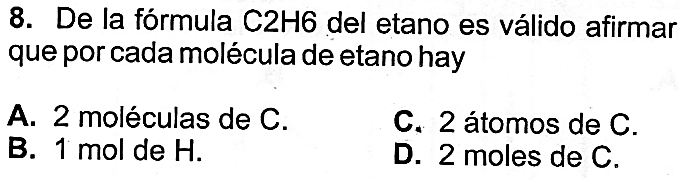 8. De la fórmula C2H6 del etano es válido afirmar
que por cada molécula de etano hay
A. 2 moléculas de C.
B. 1 mol de H.
C. 2 átomos de C.
D. 2 moles de C.